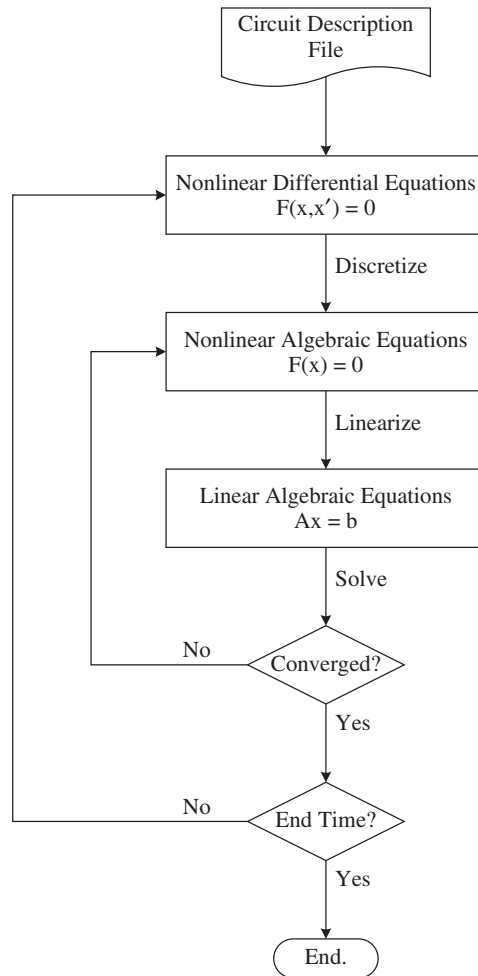 Circuit Description
File
Nonlinear Differential Equations
F(x,x′) = 0
Discretize
Nonlinear Algebraic Equations
F(x) = 0
Linearize
Linear Algebraic Equations
Ax = b
Solve
No
Converged?
Yes
No
End Time?
Yes
End.